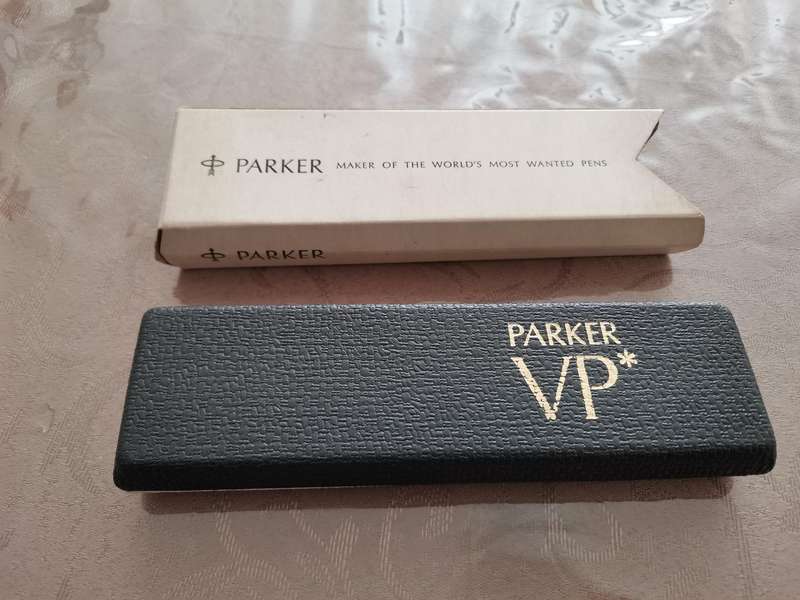 PARKER MAKER OF THE WORLD'S MOST WANTED PENS
PARKER
PARKER
VP*